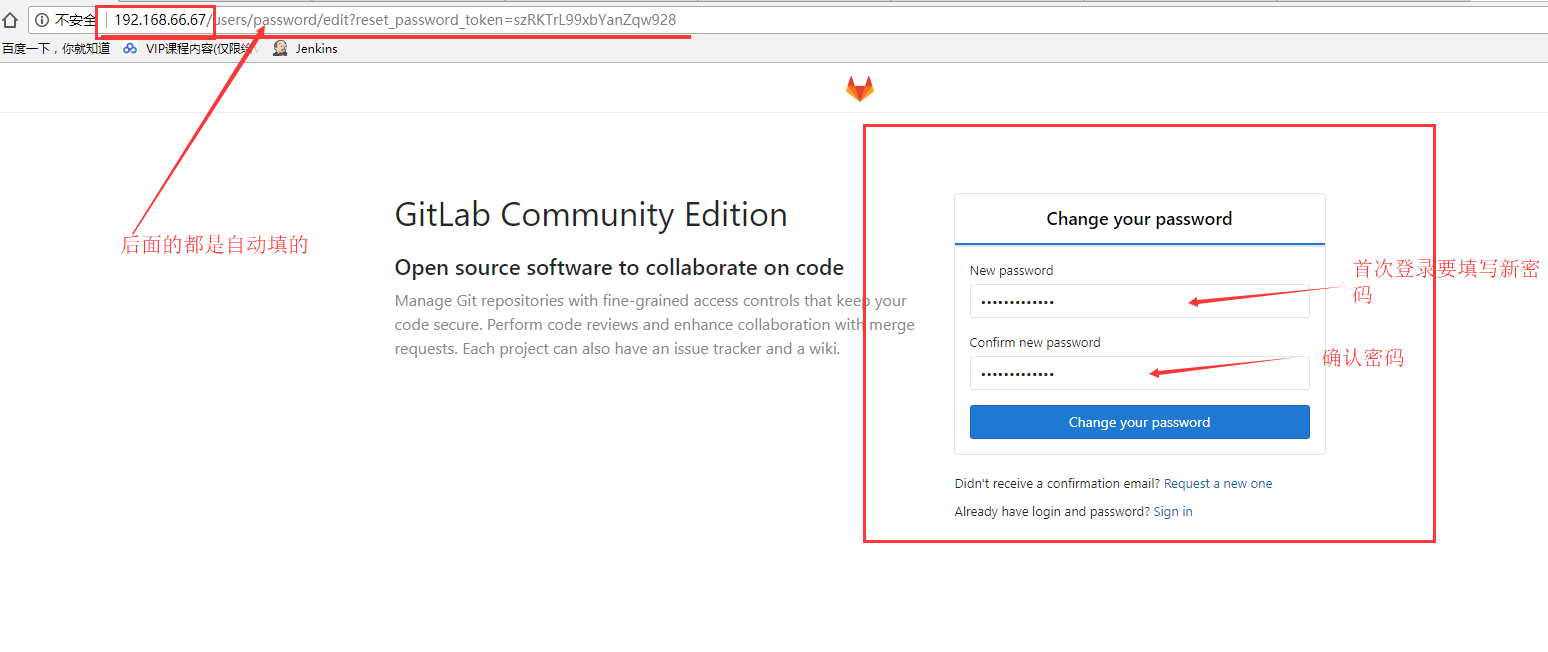 不安全 | 192.168.66.67/users/password/edit?reset_password_token=szRKTrL99xbYanZqw928
百度一下，你就知道 VIP课程内容(仅限给 Jenkins
后面的都是自动填的
GitLab Community Edition
Open source software to collaborate on code
Manage Git repositories with fine-grained access controls that keep your
code secure. Perform code reviews and enhance collaboration with merge
requests. Each project can also have an issue tracker and a wiki.
Change your password
New password
•••••••••••••
首次登录要填写新密
码
Confirm new password
•••••••••••••
确认密码
Change your password
Didn't receive a confirmation email? Request a new one
Already have login and password? Sign in